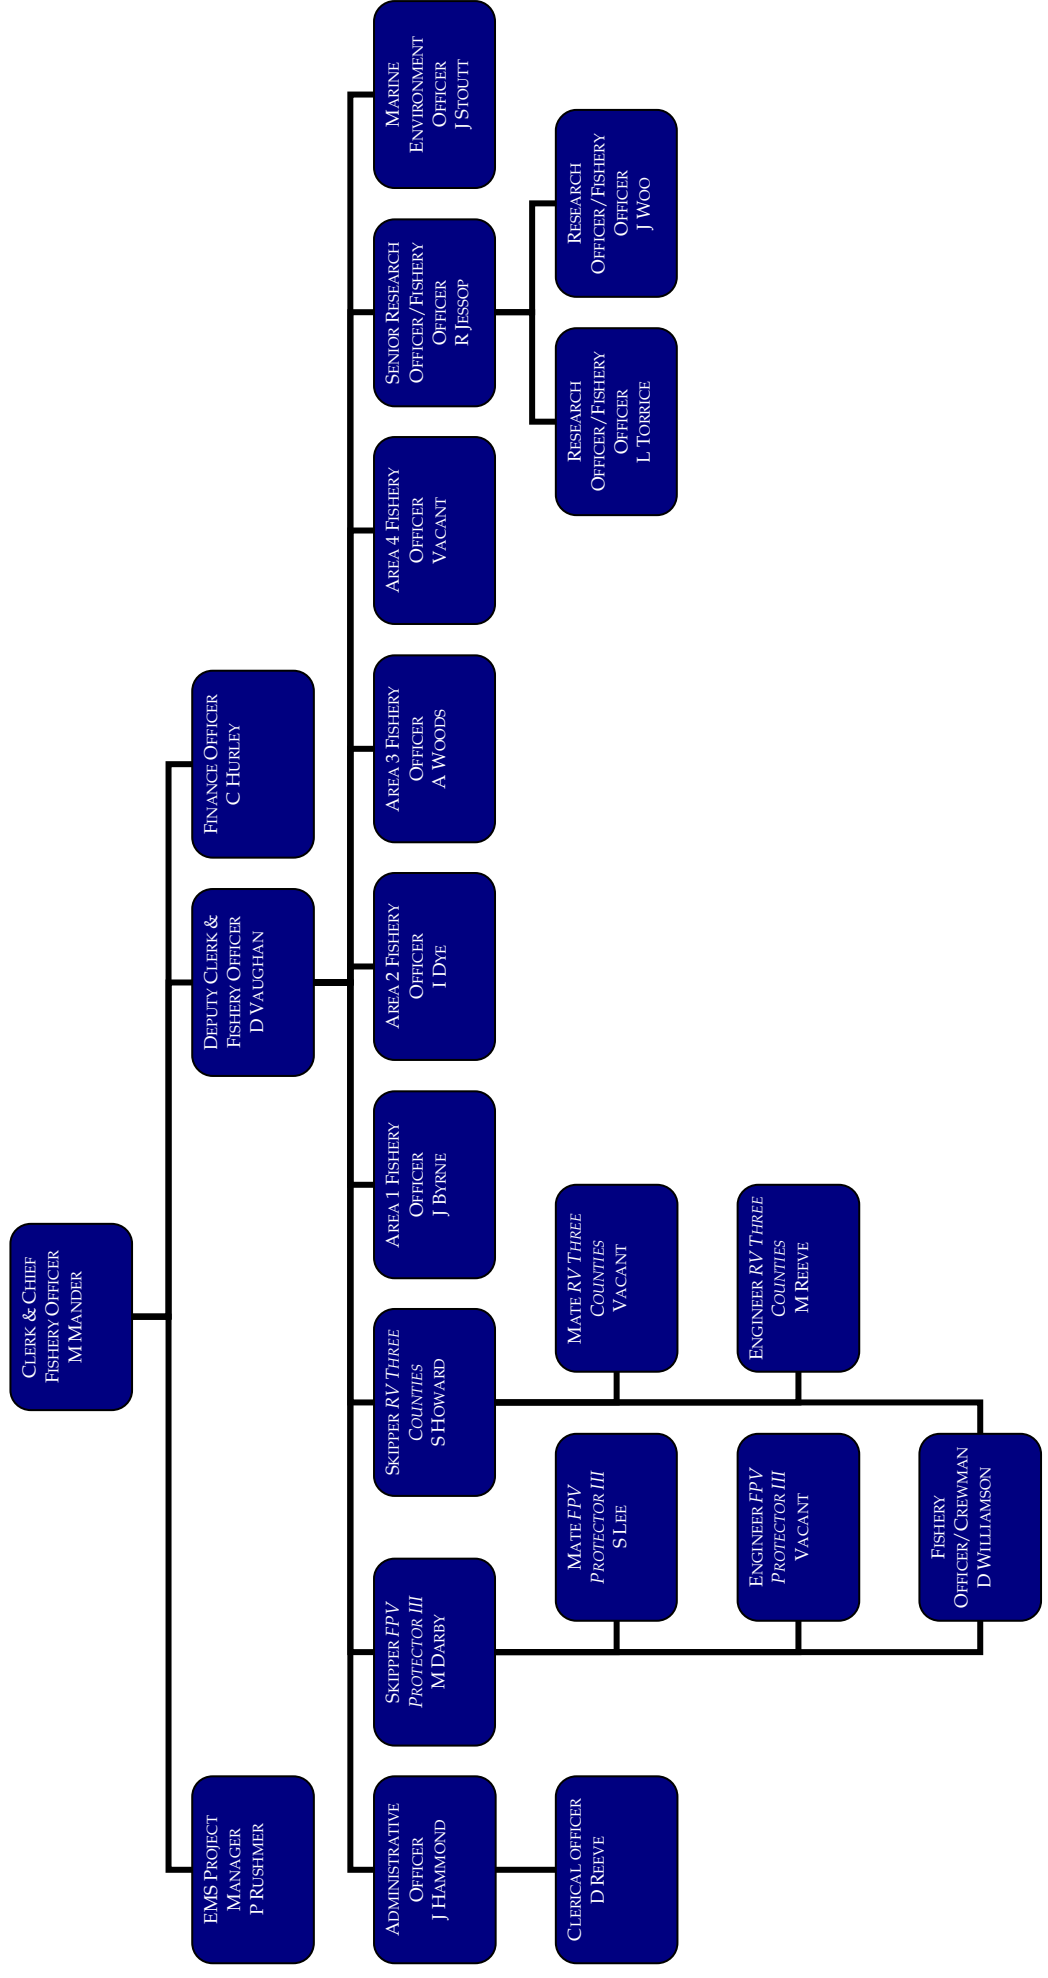 CLERK & CHIEF
FISHERY OFFICER
M MANDER
EMS PROJECT
MANAGER
P RUSHMER
DEPUTY CLERK &
FISHERY OFFICER
D VAUGHAN
FINANCE OFFICER
C HURLEY
ADMINISTRATIVE
OFFICER
J HAMMOND
SKIPPER FPV
PROTECTOR III
M DARBY
SKIPPER RV THREE
COUNTIES
S HOWARD
AREA 1 FISHERY
OFFICER
J BYRNE
AREA 2 FISHERY
OFFICER
I DYE
AREA 3 FISHERY
OFFICER
A WOODS
AREA 4 FISHERY
OFFICER
VACANT
SENIOR RESEARCH
OFFICER/FISHERY
OFFICER
R JESSOP
MARINE
ENVIRONMENT
OFFICER
J STOUTT
CLERICAL OFFICER
D REEVE
MATE FPV
PROTECTOR III
S LEE
MATE RV THREE
COUNTIES
VACANT
RESEARCH
OFFICER/FISHERY
OFFICER
L TORRICE
RESEARCH
OFFICER/FISHERY
OFFICER
J WOO
ENGINEER FPV
PROTECTOR III
VACANT
ENGINEER RV THREE
COUNTIES
M REEVE
FISHERY
OFFICER/CREWMAN
D WILLIAMSON